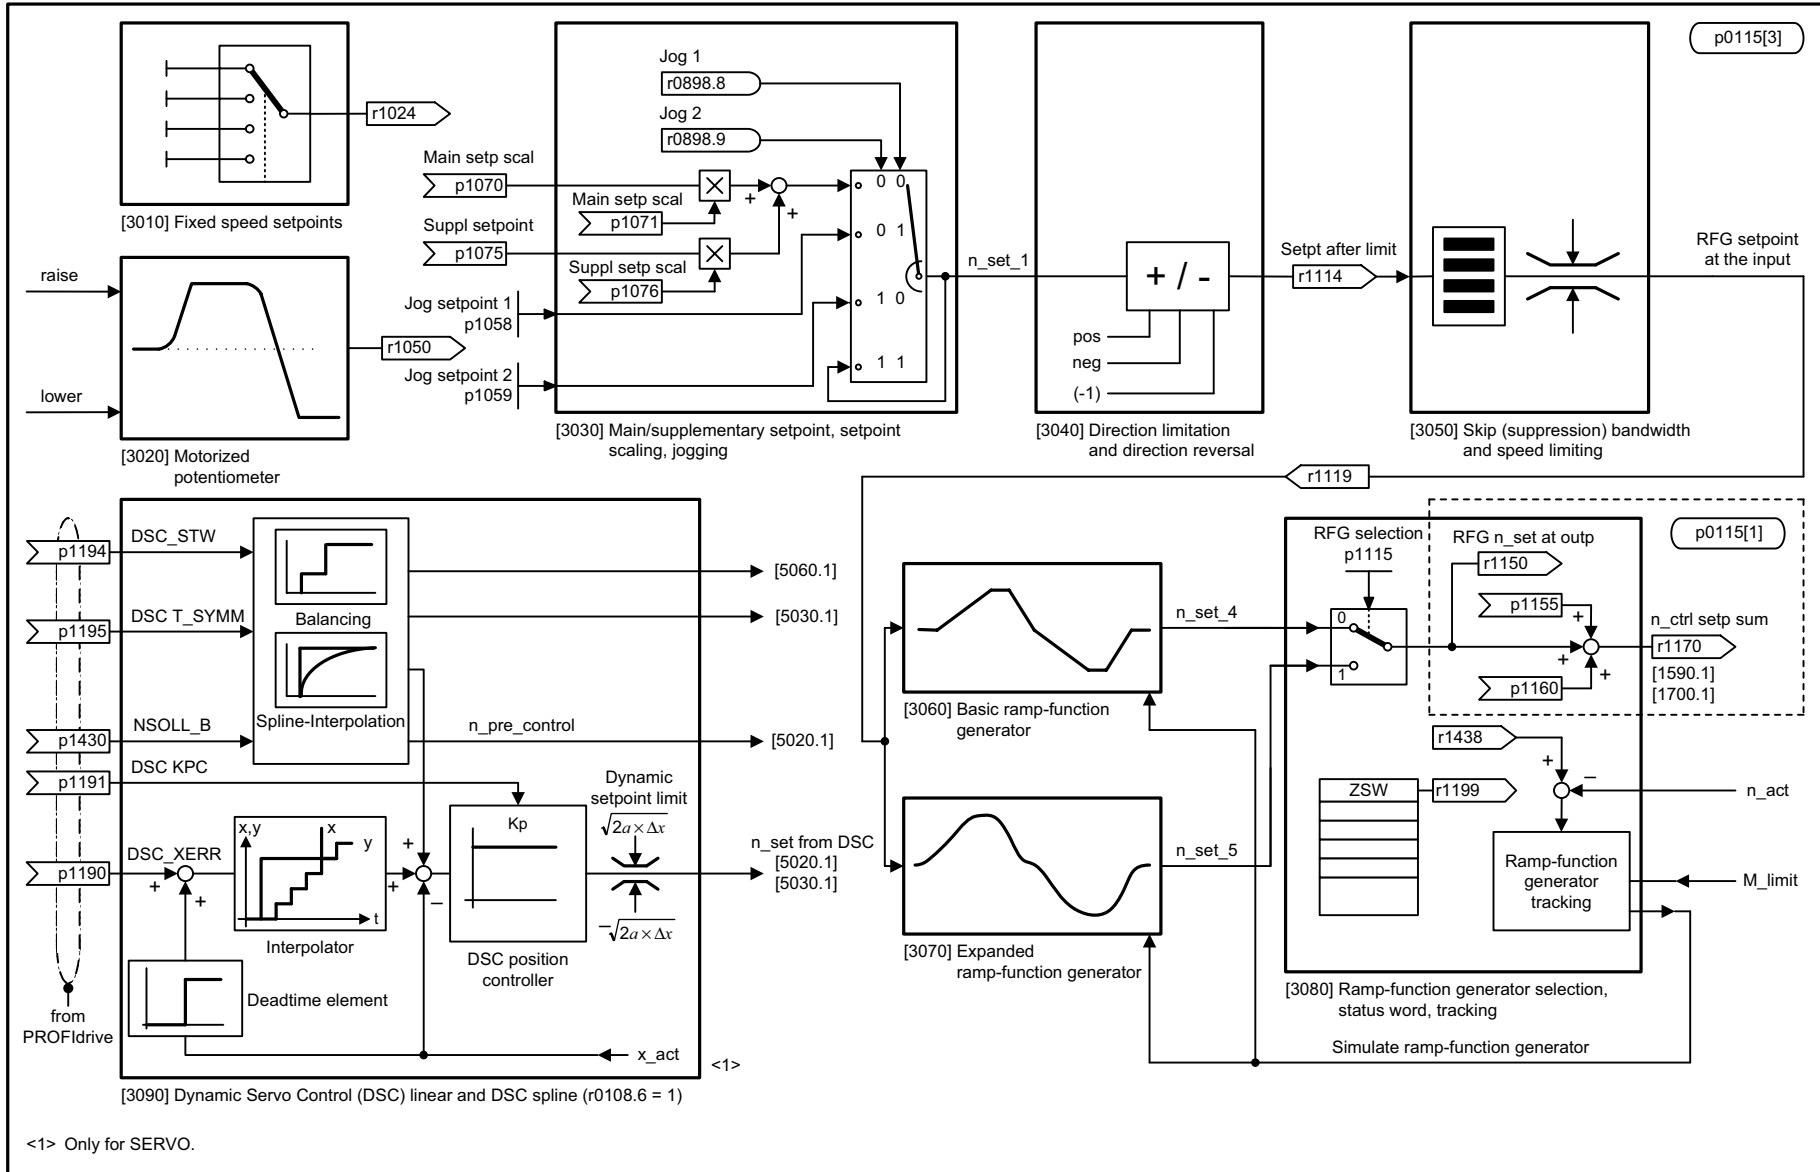 p0115[3]
r1024
[3010] Fixed speed setpoints
raise
lower
r1050
[3020] Motorized
potentiometer
Jog 1
r0898.8
Jog 2
r0898.9
Main setp scal
p1070
Main setp scal
p1071
Suppl setpoint
p1075
Suppl setp scal
p1076
Jog setpoint 1
p1058
Jog setpoint 2
p1059
+
+
0 0
0 1
1 0
1 1
n_set_1
[3030] Main/supplementary setpoint, setpoint
scaling, jogging
+ / -
pos
neg
(-1)
[3040] Direction limitation
and direction reversal
Setpt after limit
r1114
[3050] Skip (suppression) bandwidth
and speed limiting
RFG setpoint
at the input
r1119
p1194
DSC_STW
p1195
DSC T_SYMM
p1430
NSOLL_B
p1191
DSC KPC
p1190
DSC_XERR
+
+
from
PROFIdrive
Balancing
Spline-Interpolation
[5060.1]
[5030.1]
n_pre_control
[5020.1]
x,y
x
y
t
Interpolator
Deadtime element
+
+
−
Kp
DSC position
controller
Dynamic
setpoint limit
√2a × Δx
−√2a × Δx
n_set from DSC
[5020.1]
[5030.1]
x_act
<1>
[3090] Dynamic Servo Control (DSC) linear and DSC spline (r0108.6 = 1)
[3060] Basic ramp-function
generator
n_set_4
[3070] Expanded
ramp-function generator
n_set_5
RFG selection
p1115
0
1
RFG n_set at outp
r1150
p0115[1]
p1155
+
+
+
p1160
n_ctrl setp sum
r1170
[1590.1]
[1700.1]
r1438
+
−
n_act
ZSW
r1199
Ramp-function
generator
tracking
M_limit
[3080] Ramp-function generator selection,
status word, tracking
Simulate ramp-function generator
<1> Only for SERVO.